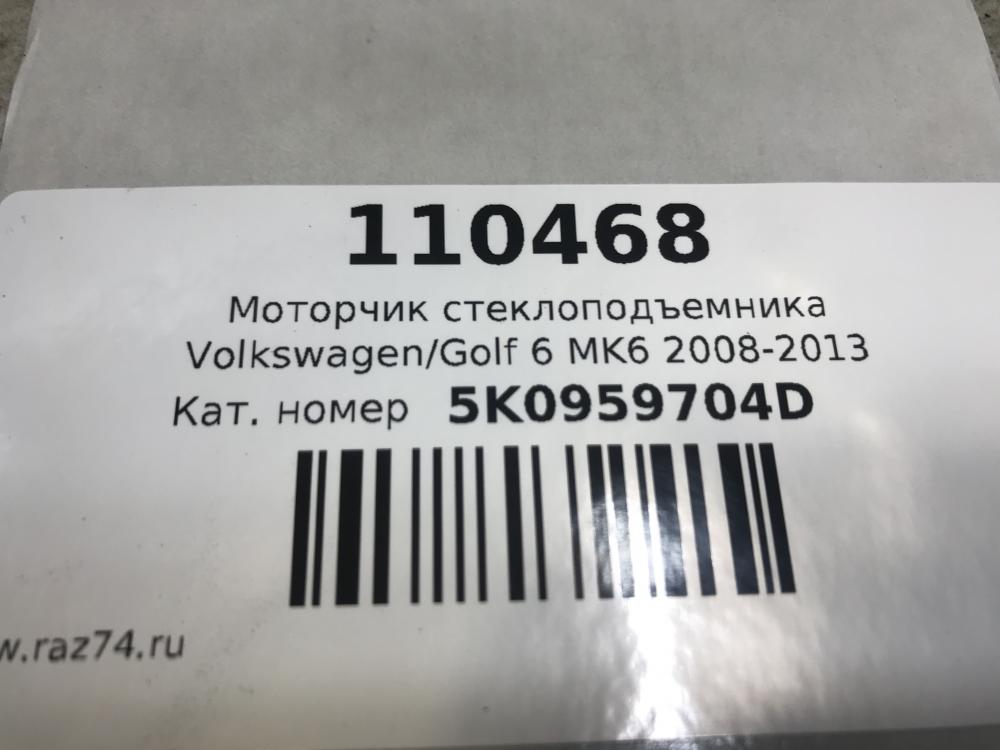 110468
Моторчик стеклоподъемника
Volkswagen/Golf 6 MK6 2008-2013
Кат. номер 5K0959704D
w.raz74.ru